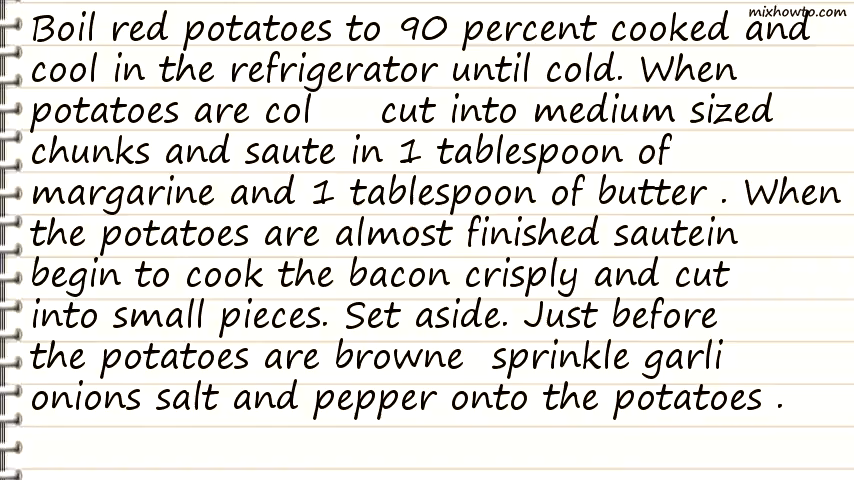 mixhowto.com
Boil red potatoes to 90 percent cooked and
cool in the refrigerator until cold. When
potatoes are col cut into medium sized
chunks and saute in 1 tablespoon of
margarine and 1 tablespoon of butter . When
the potatoes are almost finished sautein
begin to cook the bacon crisply and cut
into small pieces. Set aside. Just before
the potatoes are browne sprinkle garli
onions salt and pepper onto the potatoes .